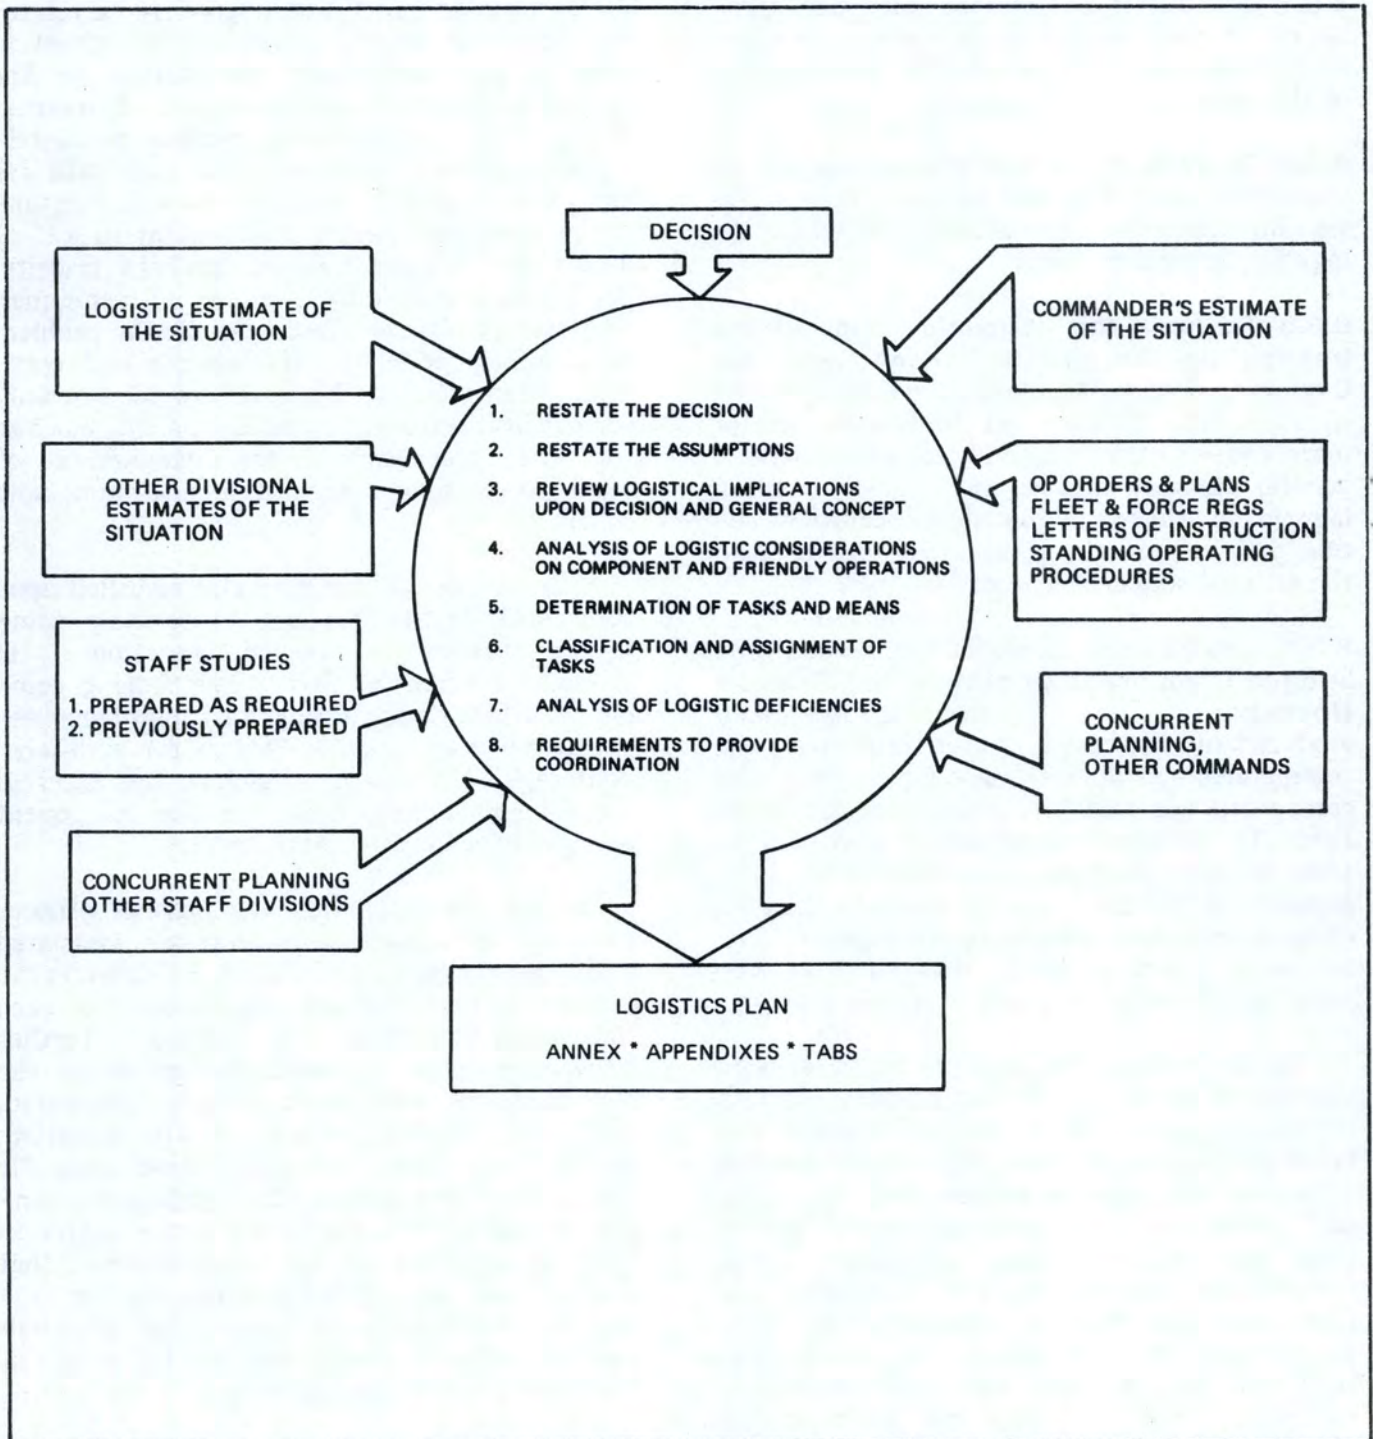 DECISION
LOGISTIC ESTIMATE OF
THE SITUATION
OTHER DIVISIONAL
ESTIMATES OF THE
SITUATION
STAFF STUDIES
1. PREPARED AS REQUIRED
2. PREVIOUSLY PREPARED
CONCURRENT PLANNING
OTHER STAFF DIVISIONS
1. RESTATE THE DECISION
2. RESTATE THE ASSUMPTIONS
3. REVIEW LOGISTICAL IMPLICATIONS
UPON DECISION AND GENERAL CONCEPT
4. ANALYSIS OF LOGISTIC CONSIDERATIONS
ON COMPONENT AND FRIENDLY OPERATIONS
5. DETERMINATION OF TASKS AND MEANS
6. CLASSIFICATION AND ASSIGNMENT OF
TASKS
7. ANALYSIS OF LOGISTIC DEFICIENCIES
8. REQUIREMENTS TO PROVIDE
COORDINATION
COMMANDER'S ESTIMATE
OF THE SITUATION
OP ORDERS & PLANS
FLEET & FORCE REGS
LETTERS OF INSTRUCTION
STANDING OPERATING
PROCEDURES
CONCURRENT
PLANNING,
OTHER COMMANDS
LOGISTICS PLAN
ANNEX * APPENDIXES * TABS